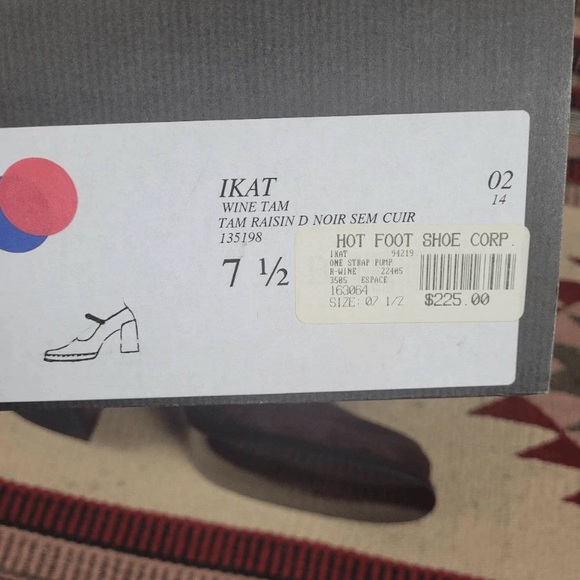 IKAT
WINE TAM
TAM RAISIN D NOIR SEM CUIR
135198
7 ½
02
14
HOT FOOT SHOE CORP.
IKAT 94219
ONE STRAP PUMP
R-WINE 22405
3505 ESPACE
163064
SIZE: 07 1/2 $225.00